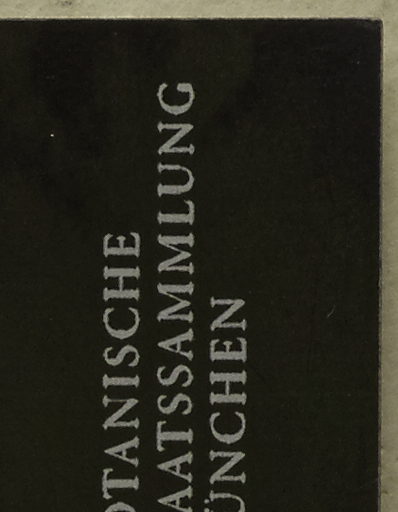 OTANISCHE
AATSSAMMLUNG
ÜNCHEN